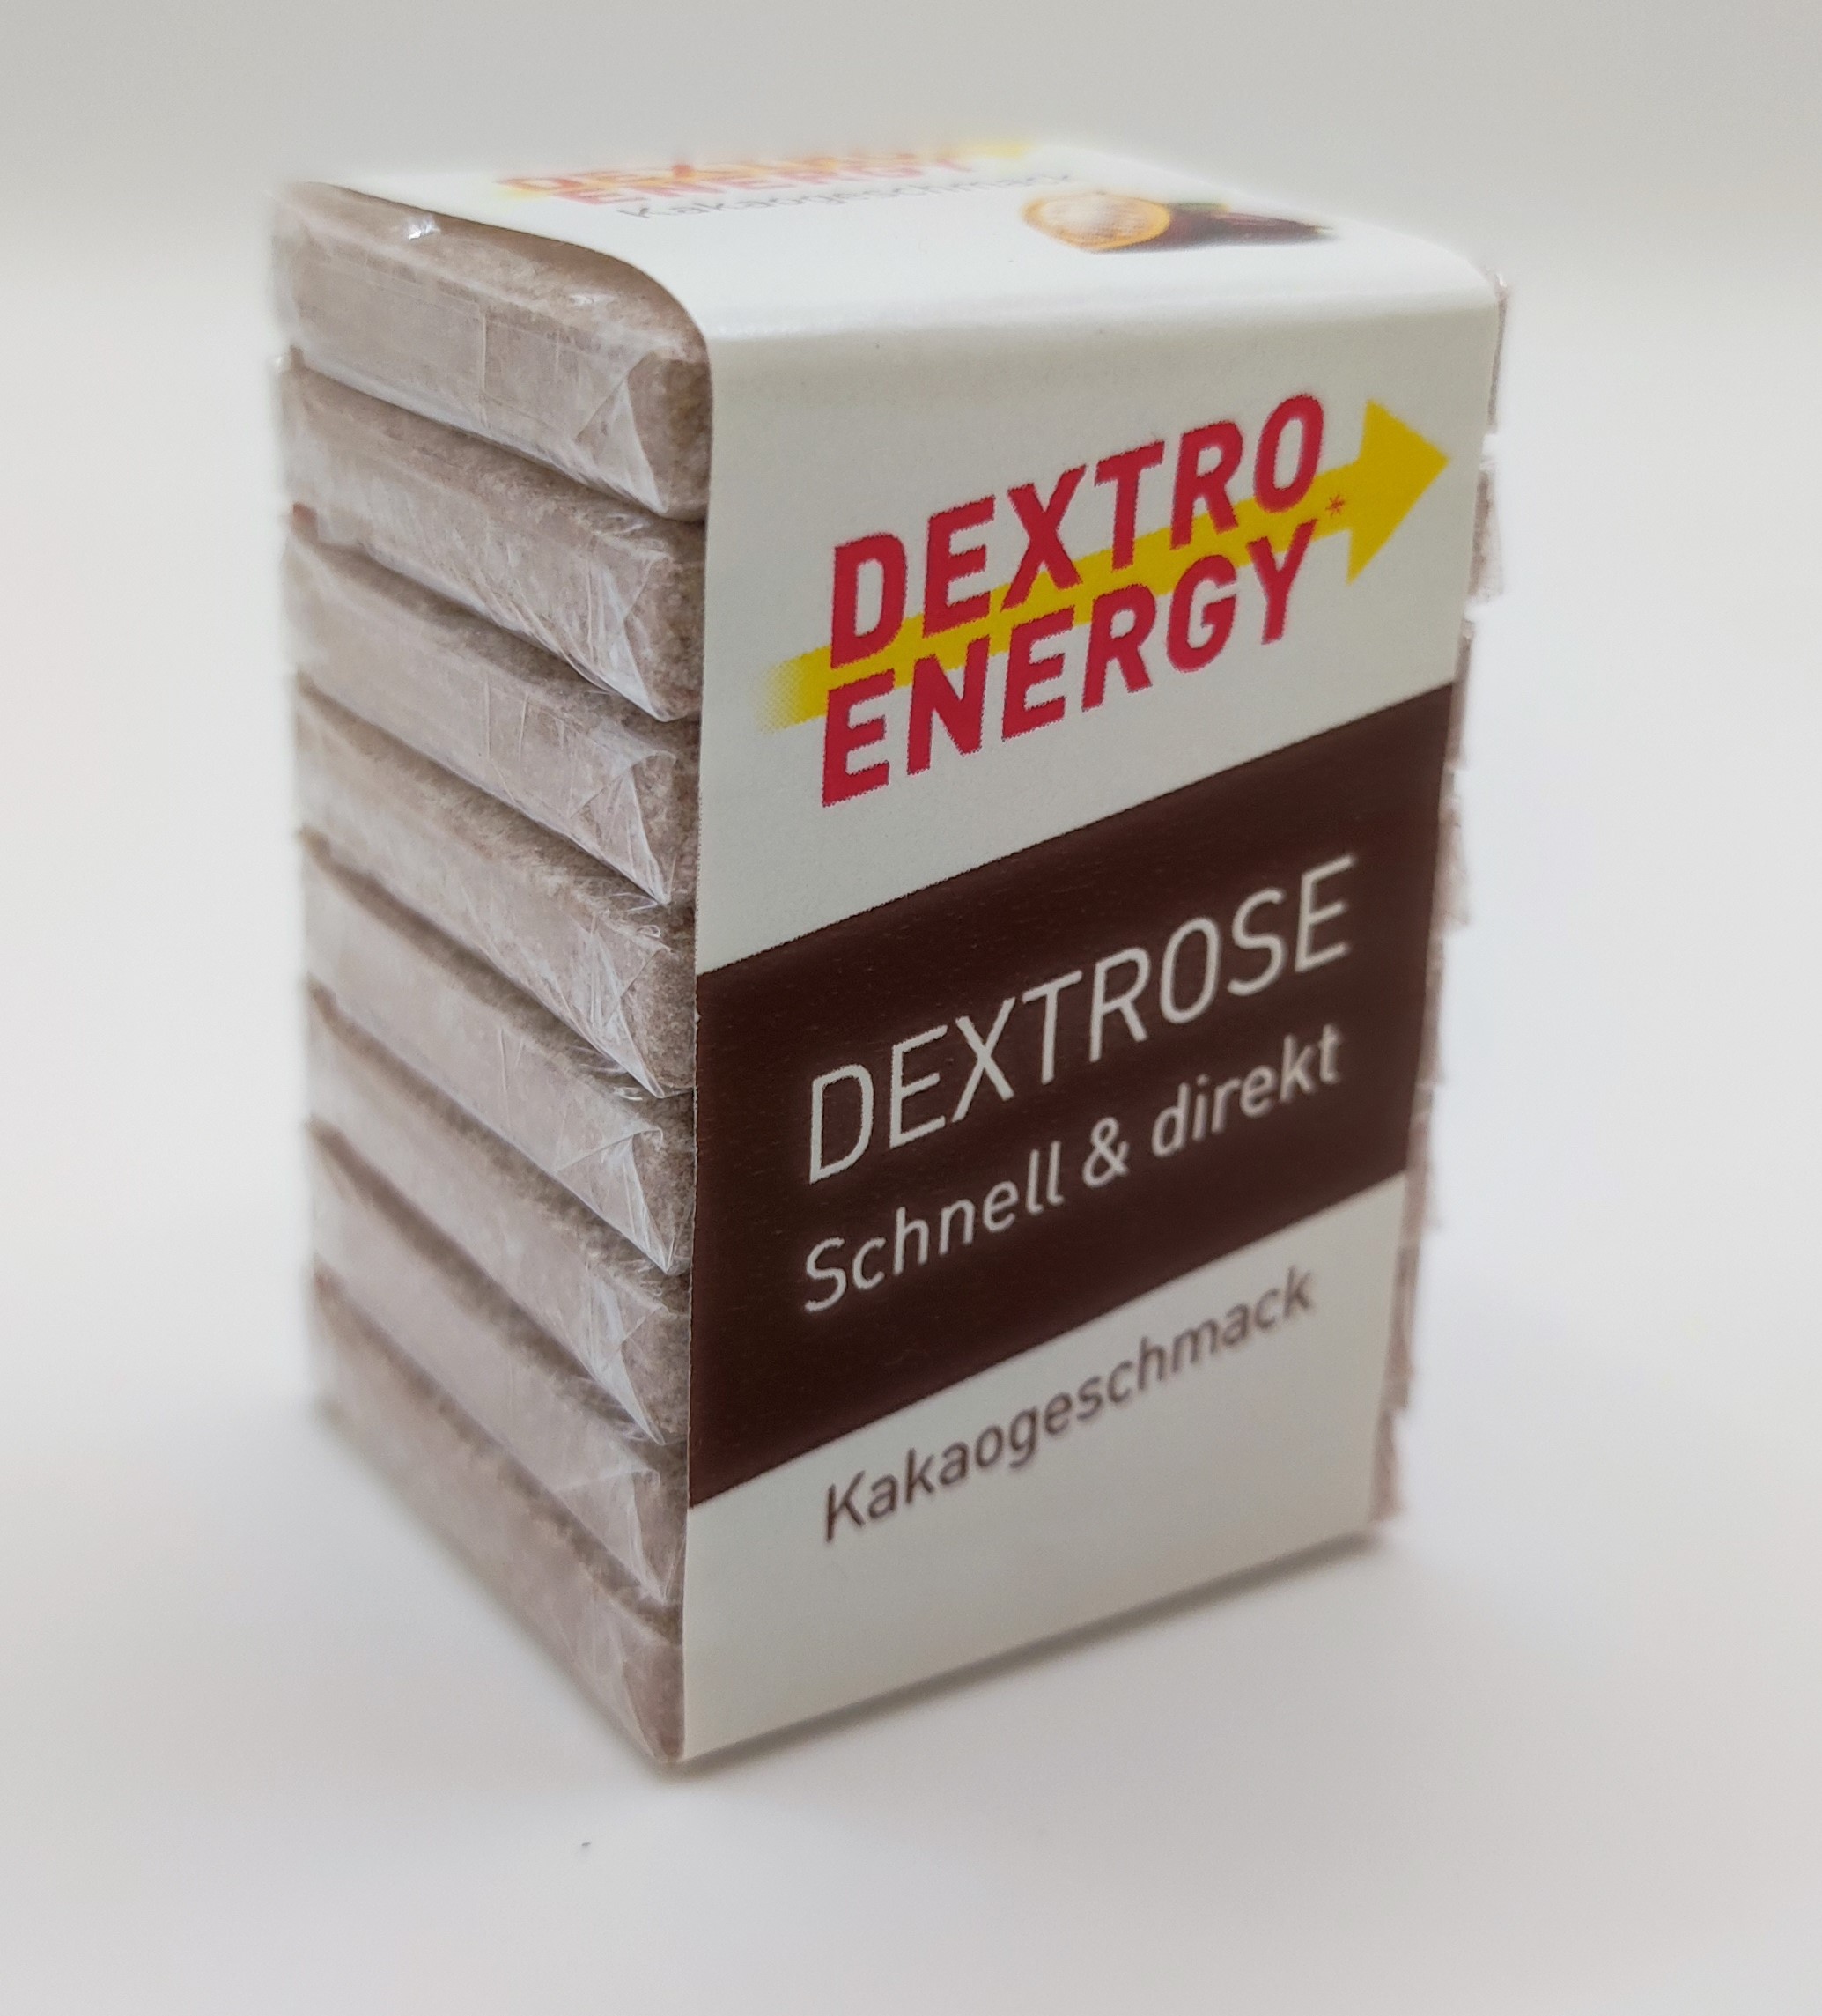 DEXTRO
ENERGY
Kakaogeschmack
DEXTRO
ENERGY*
DEXTROSE
Schnell & direkt
Kakaogeschmack